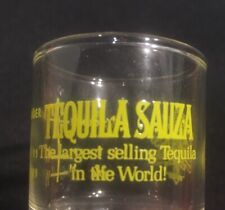 TEQUILA SAUZA
The largest selling Tequila
in the World!